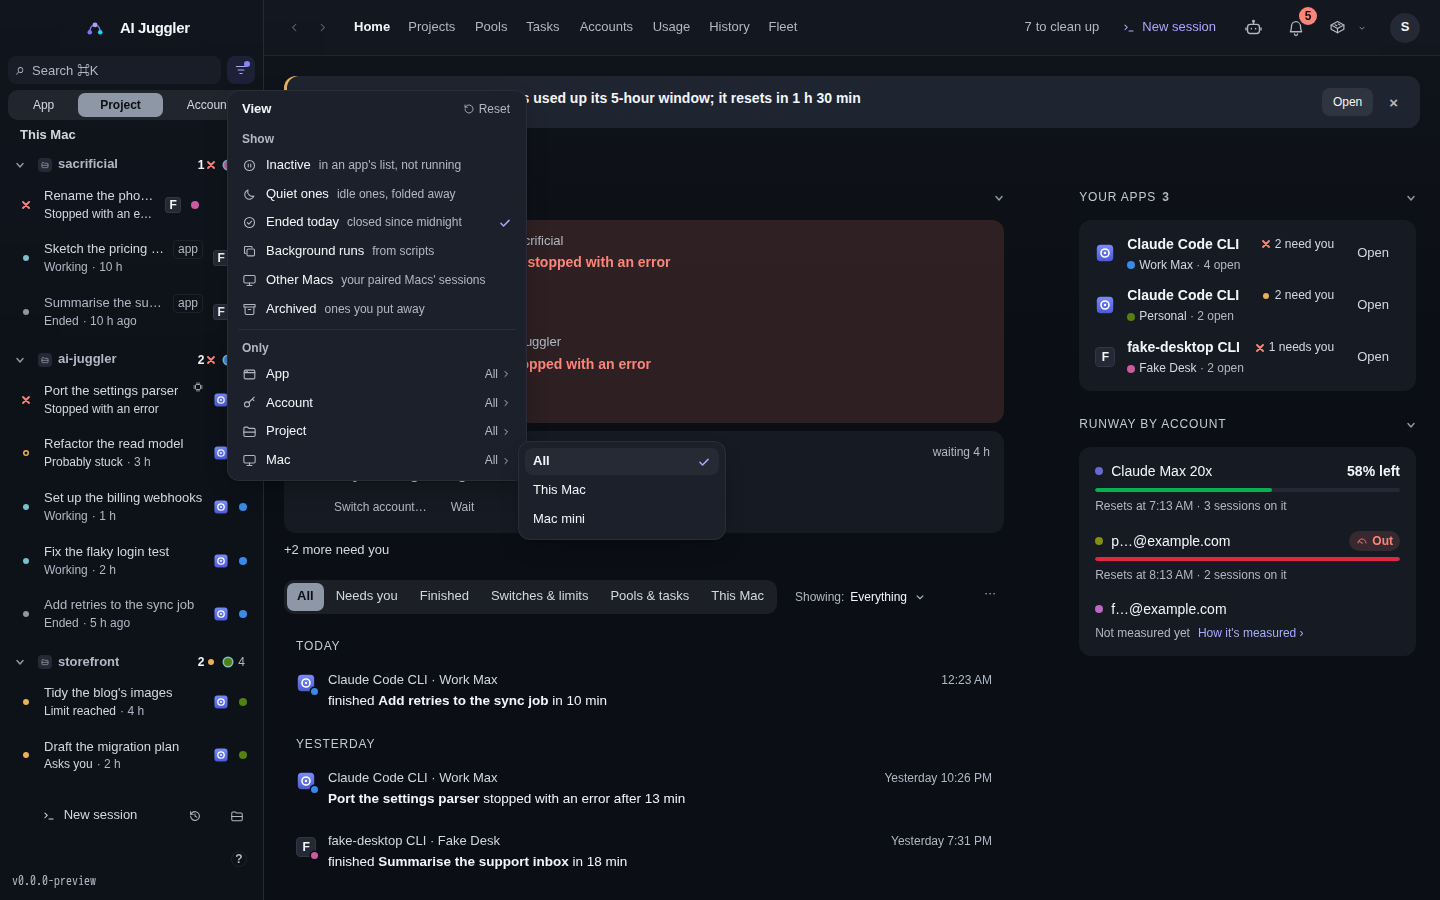 AI Juggler
Home Projects Pools Tasks Accounts Usage History Fleet
7 to clean up
New session
5
S
Search ⌘K
App Project Accoun
This Mac
sacrificial 1
Rename the pho… F
Stopped with an e…
Sketch the pricing … app F
Working · 10 h
Summarise the su… app F
Ended · 10 h ago
ai-juggler 2
Port the settings parser
Stopped with an error
Refactor the read model
Probably stuck · 3 h
Set up the billing webhooks
Working · 1 h
Fix the flaky login test
Working · 2 h
Add retries to the sync job
Ended · 5 h ago
storefront 2 4
Tidy the blog's images
Limit reached · 4 h
Draft the migration plan
Asks you · 2 h
New session
?
v0.0.0-preview
View Reset
Show
Inactive in an app's list, not running
Quiet ones idle ones, folded away
Ended today closed since midnight
Background runs from scripts
Other Macs your paired Macs' sessions
Archived ones you put away
Only
App All
Account All
Project All
Mac All
All
This Mac
Mac mini
used up its 5-hour window; it resets in 1 h 30 min
Open ×
stopped with an error
with an error
waiting 4 h
Switch account… Wait
+2 more need you
All Needs you Finished Switches & limits Pools & tasks This Mac
Showing: Everything
···
TODAY
Claude Code CLI · Work Max 12:23 AM
finished Add retries to the sync job in 10 min
YESTERDAY
Claude Code CLI · Work Max Yesterday 10:26 PM
Port the settings parser stopped with an error after 13 min
F
fake-desktop CLI · Fake Desk Yesterday 7:31 PM
finished Summarise the support inbox in 18 min
YOUR APPS 3
Claude Code CLI 2 need you
Work Max · 4 open
Open
Claude Code CLI 2 need you
Personal · 2 open
Open
F
fake-desktop CLI 1 needs you
Fake Desk · 2 open
Open
RUNWAY BY ACCOUNT
Claude Max 20x 58% left
Resets at 7:13 AM · 3 sessions on it
p…@example.com Out
Resets at 8:13 AM · 2 sessions on it
f…@example.com
Not measured yet How it's measured ›